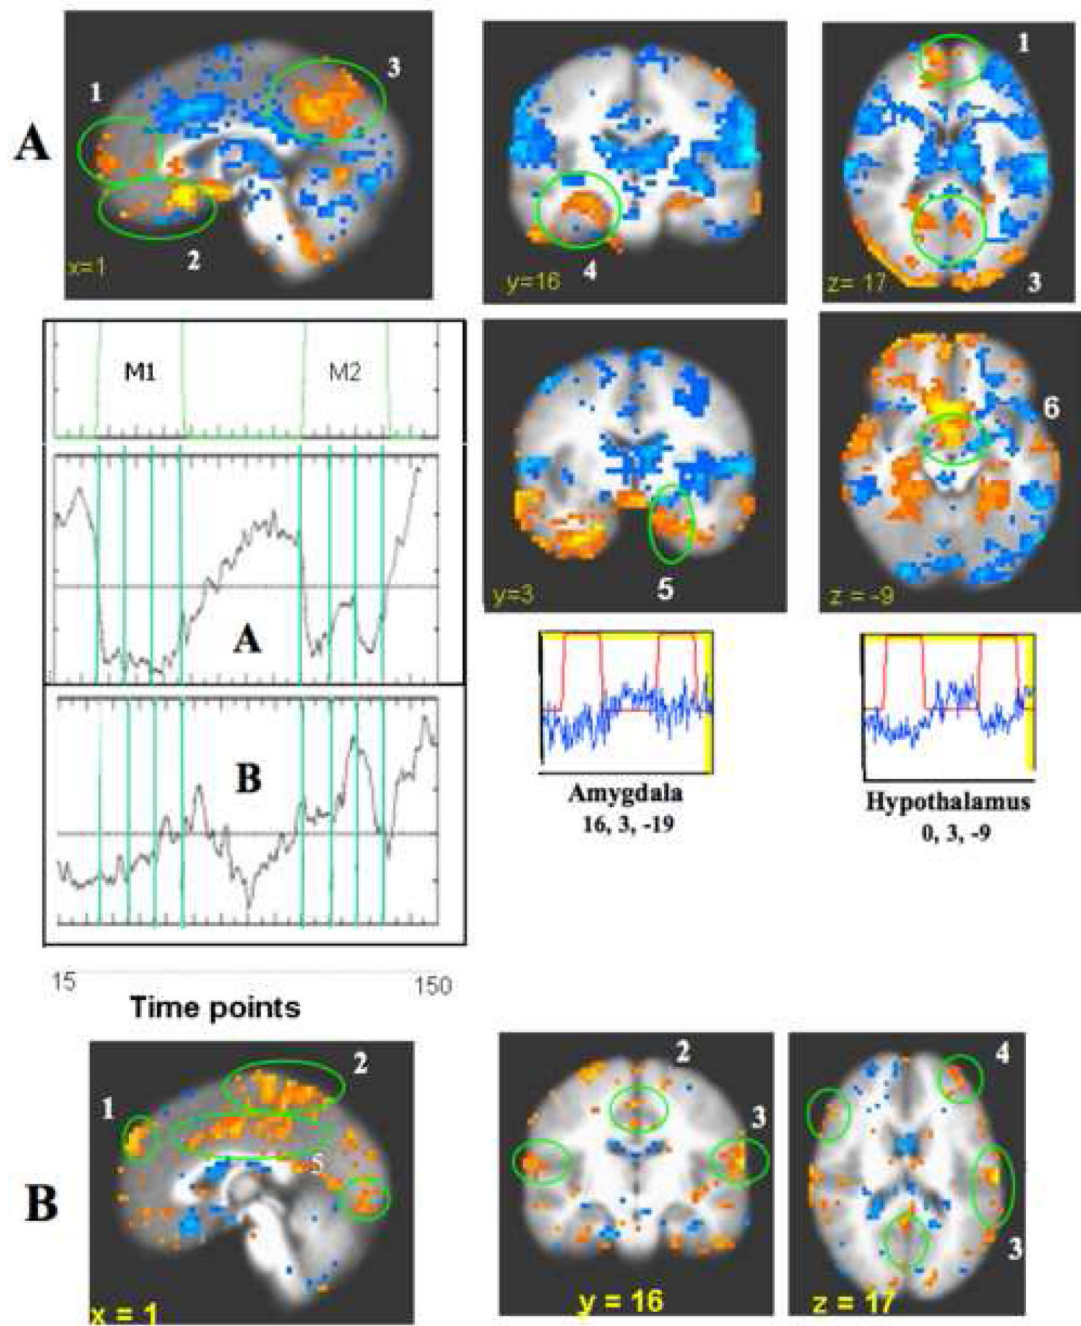 A
1
3
2
x=1
4
y=16
1
3
z= 17
M1
M2
A
B
15
150
Time points
5
y=3
6
z = -9
Amygdala
16, 3, -19
Hypothalamus
0, 3, -9
B
1
2
5
x = 1
2
3
y = 16
4
3
z = 17